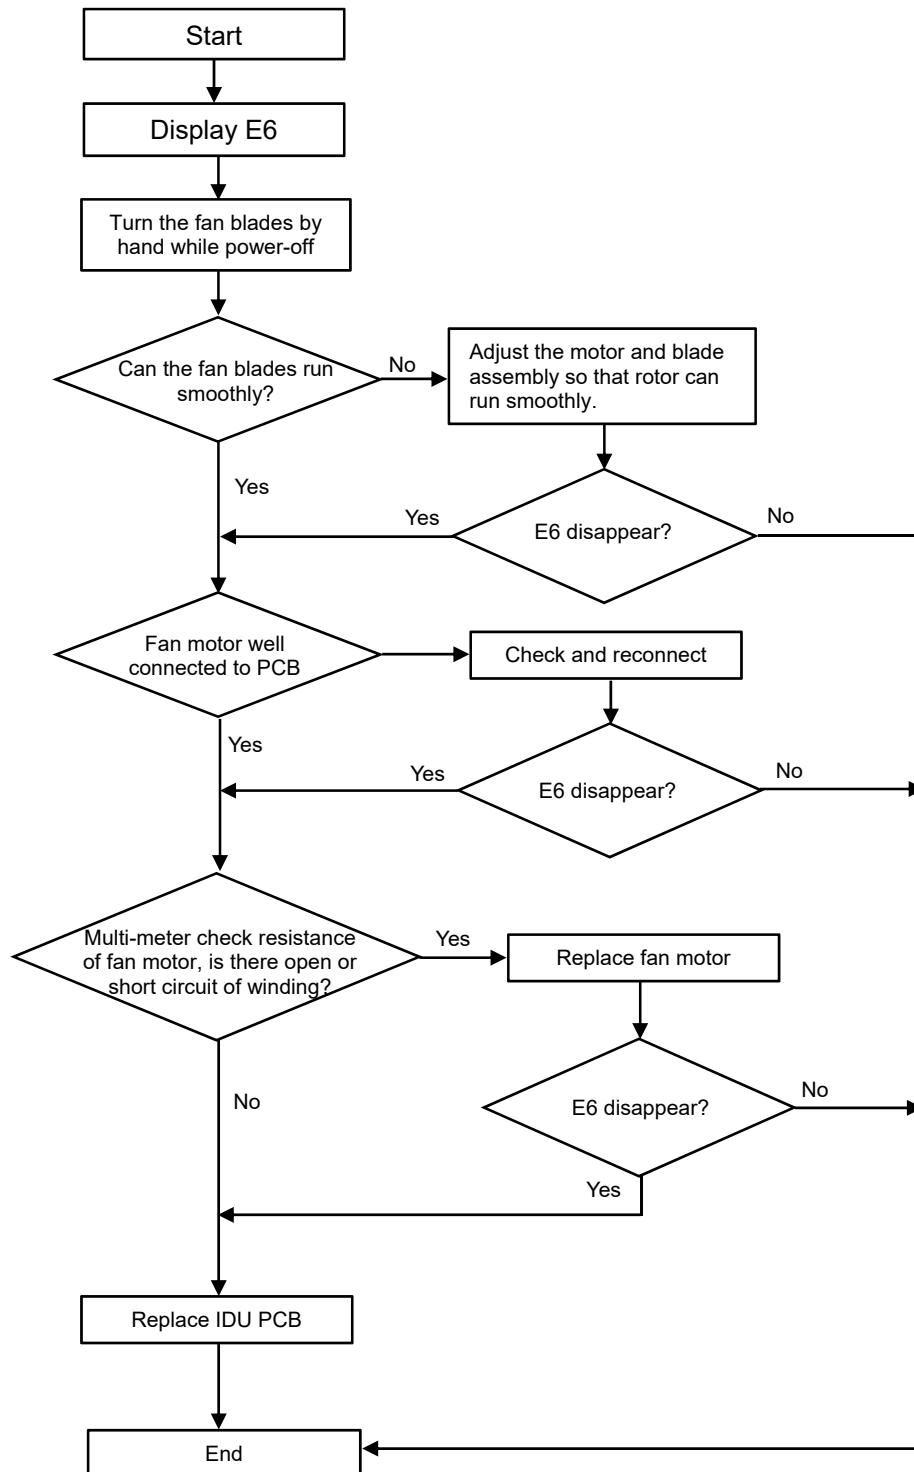 Start
Display E6
Turn the fan blades by
hand while power-off
Can the fan blades run
smoothly?
No
Adjust the motor and blade
assembly so that rotor can
run smoothly.
Yes
Yes
E6 disappear?
No
Fan motor well
connected to PCB
Check and reconnect
Yes
Yes
E6 disappear?
No
Multi-meter check resistance
of fan motor, is there open or
short circuit of winding?
Yes
Replace fan motor
No
E6 disappear?
No
Yes
Replace IDU PCB
End